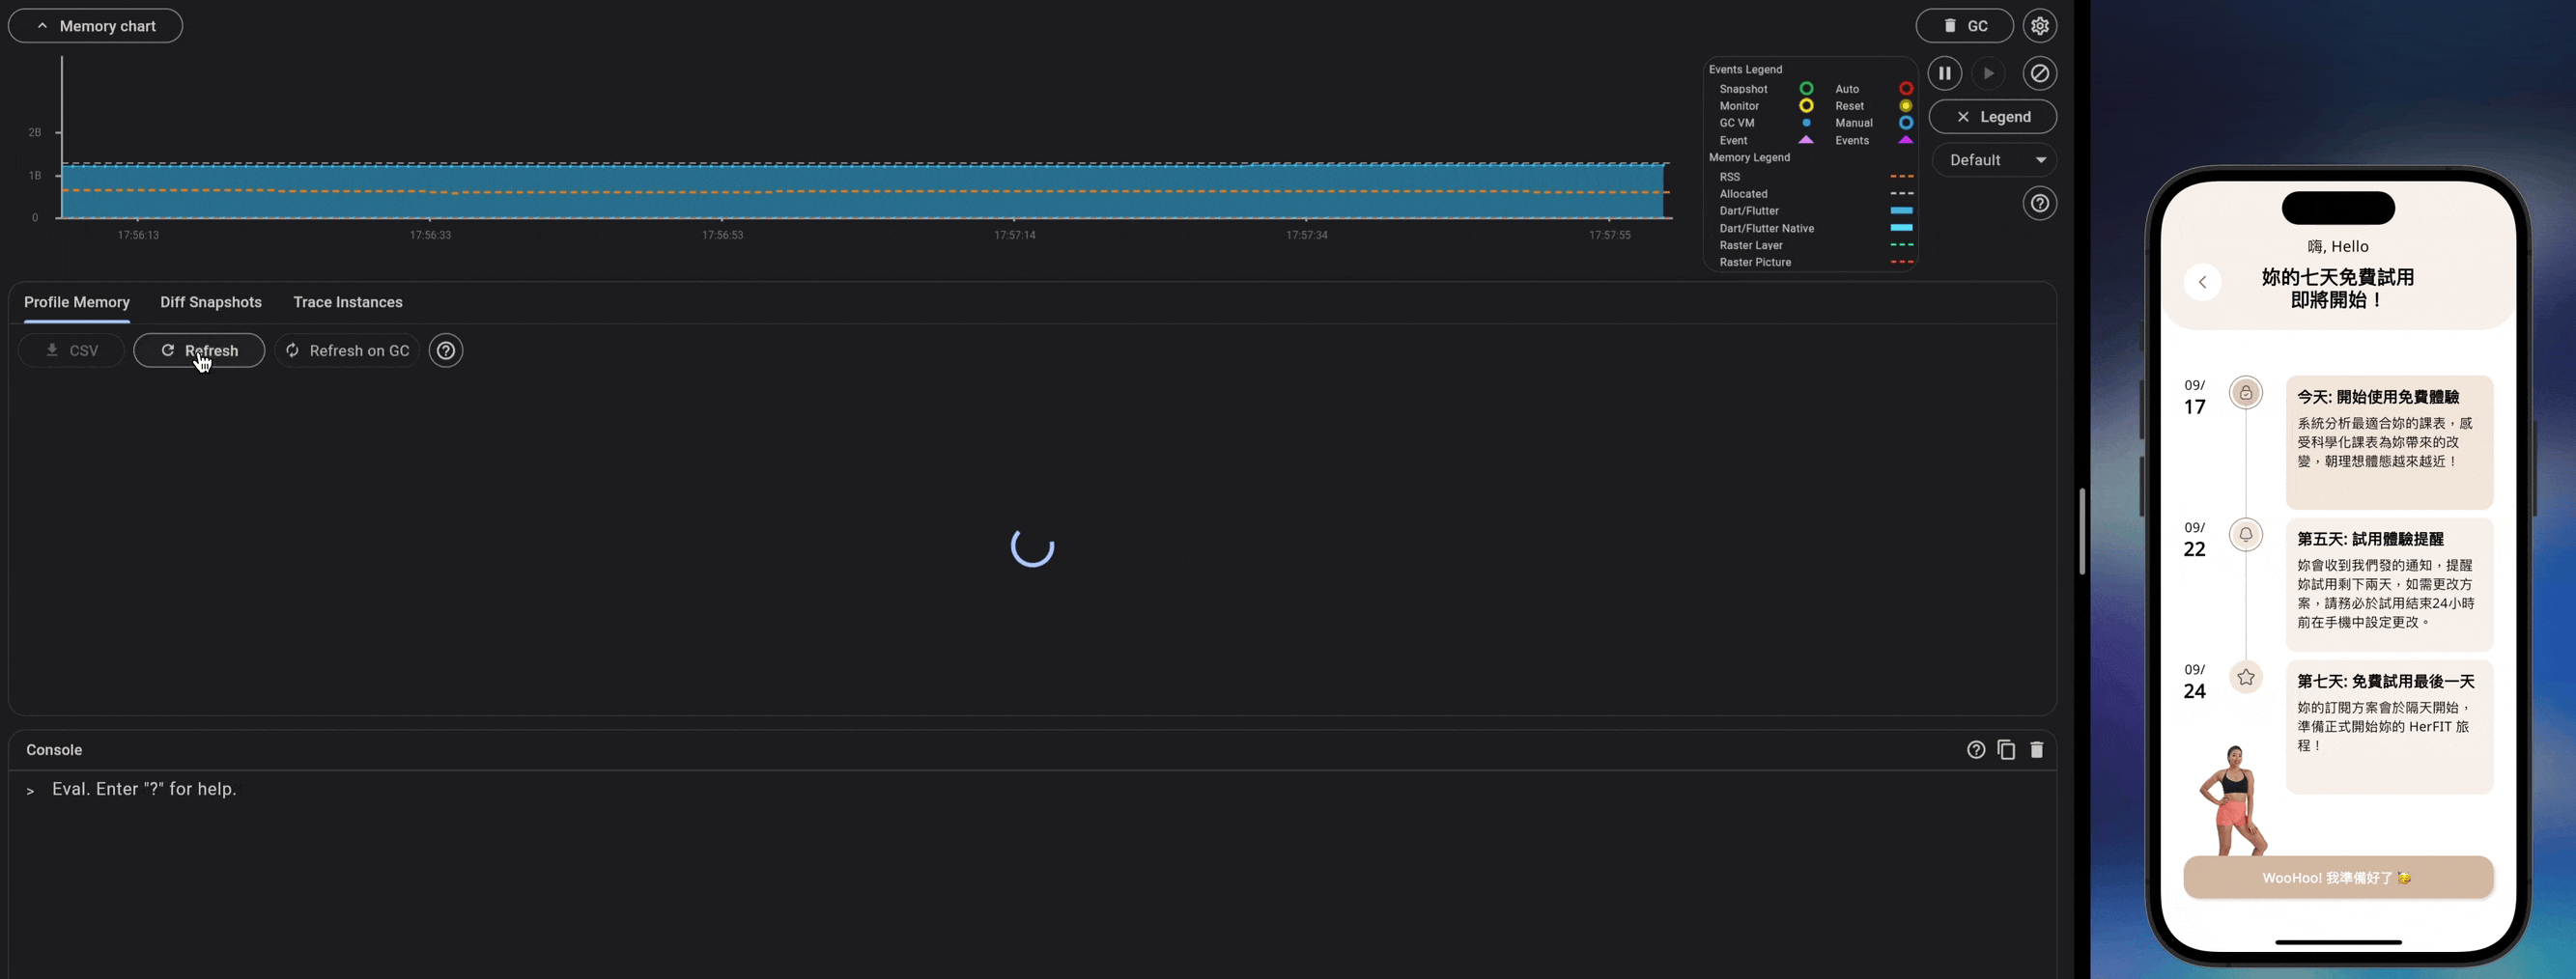 Memory chart
GC
2B
1B
0
17:56:13
17:56:33
17:56:53
17:57:14
17:57:34
17:57:55
Events Legend
Snapshot
Auto
Monitor
Reset
GC VM
Manual
Event
Events
Memory Legend
RSS
Allocated
Dart/Flutter
Dart/Flutter Native
Raster Layer
Raster Picture
Legend
Default
Profile Memory
Diff Snapshots
Trace Instances
CSV
Refresh
Refresh on GC
Console
> Eval. Enter "?" for help.
嗨, Hello
妳的七天免費試用
即將開始！
09/
17
今天: 開始使用免費體驗
系統分析最適合妳的課表，感
受科學化課表為妳帶來的改
變，朝理想體態越來越近！
09/
22
第五天: 試用體驗提醒
妳會收到我們發的通知，提醒
妳試用剩下兩天，如需更改方
案，請務必於試用結束24小時
前在手機中設定更改。
09/
24
第七天: 免費試用最後一天
妳的訂閱方案會於隔天開始，
準備正式開始妳的 HerFIT 旅
程！
WooHoo! 我準備好了 🥳